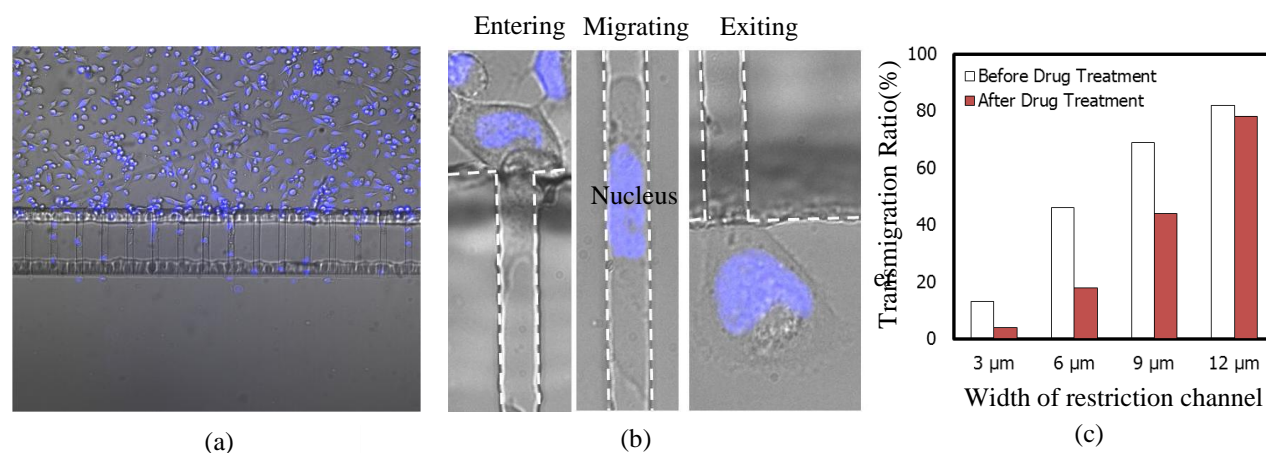 Entering Migrating Exiting
Nucleus
(a)
(b)
Transmigration Ratio(%)
er
100
80
60
40
20
0
Before Drug Treatment
After Drug Treatment
3 µm 6 µm 9 µm 12 µm
Width of restriction channel
(c)